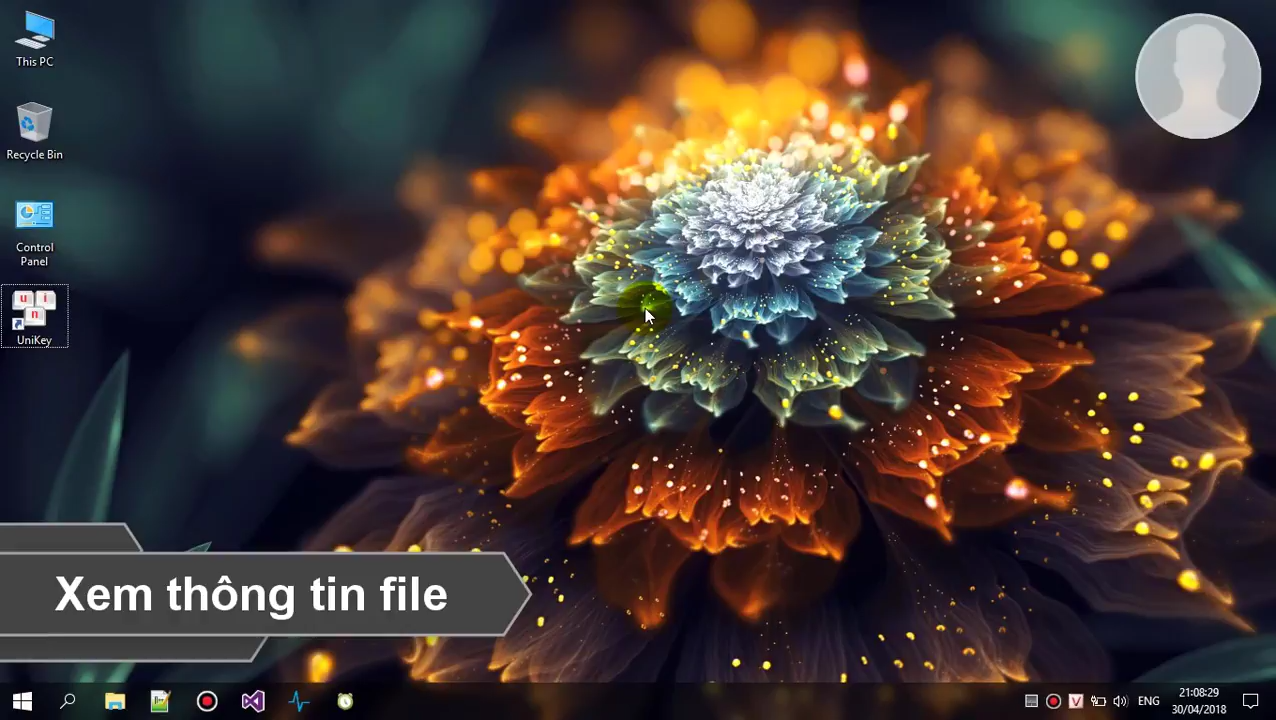 This PC
Recycle Bin
Control
Panel
u i
n
UniKey
Xem thông tin file
V
ENG
21:08:29
30/04/2018